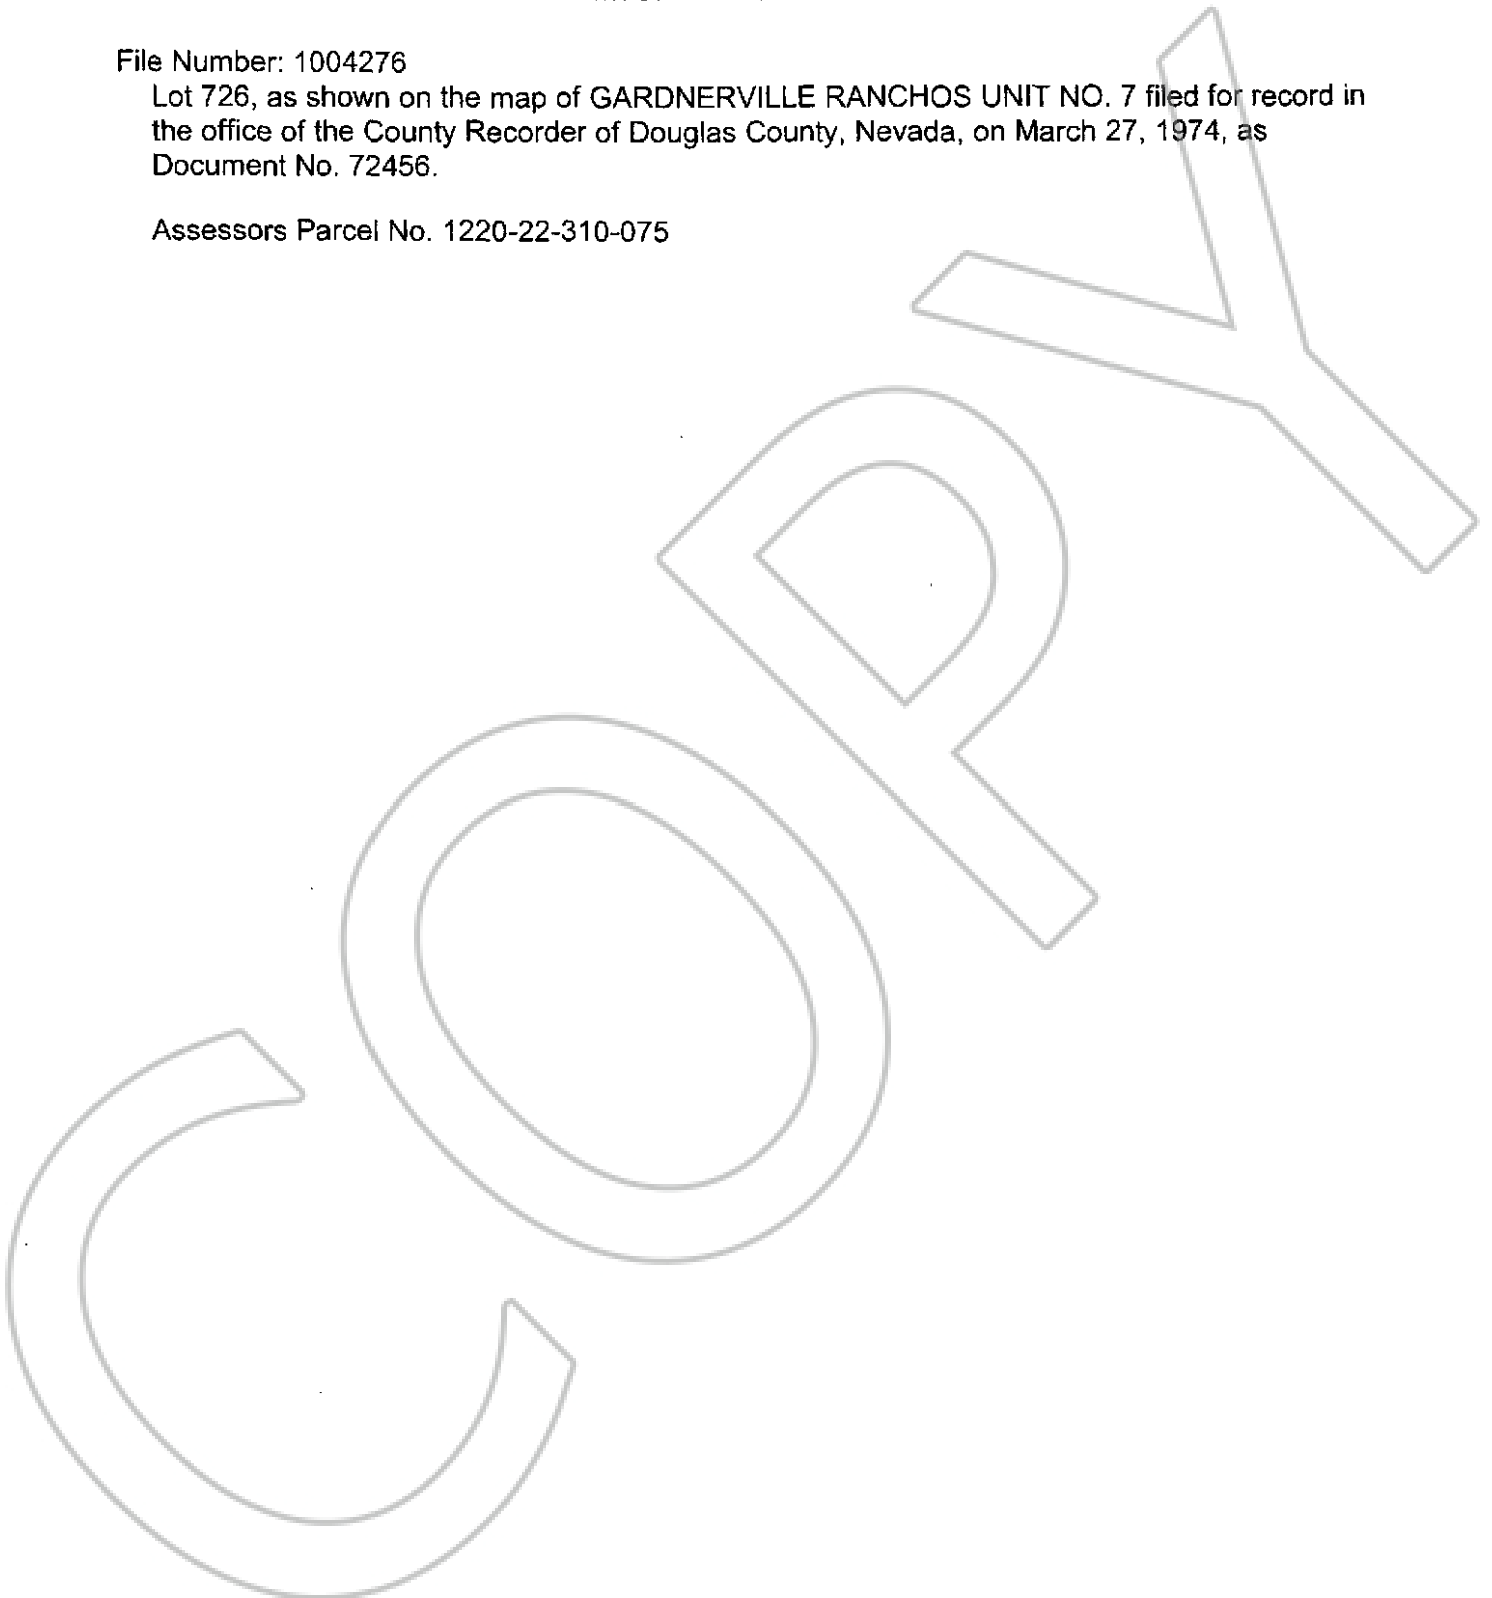 File Number: 1004276
Lot 726, as shown on the map of GARDNERVILLE RANCHOS UNIT NO. 7 filed for record in
the office of the County Recorder of Douglas County, Nevada, on March 27, 1974, as
Document No. 72456.
Assessors Parcel No. 1220-22-310-075
COPY